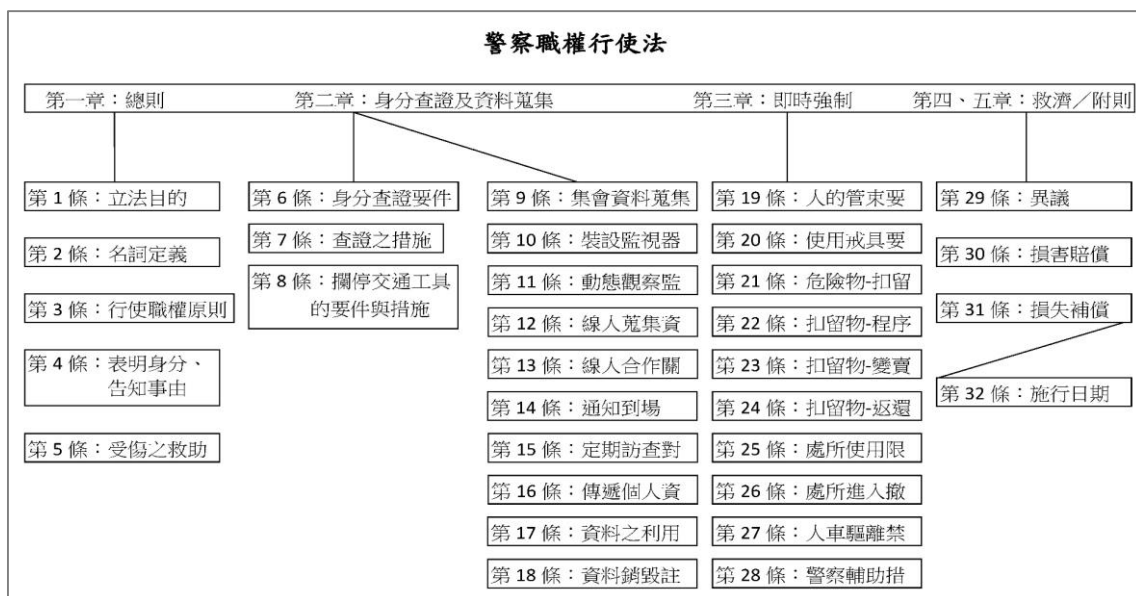 警察職權行使法
第一章：總則
第二章：身分查證及資料蒐集
第三章：即時強制
第四、五章：救濟／附則
第 1 條：立法目的
第 2 條：名詞定義
第 3 條：行使職權原則
第 4 條：表明身分、
告知事由
第 5 條：受傷之救助
第 6 條：身分查證要件
第 7 條：查證之措施
第 8 條：攔停交通工具
的要件與措施
第 9 條：集會資料蒐集
第 10 條：裝設監視器
第 11 條：動態觀察監
第 12 條：線人蒐集資
第 13 條：線人合作關
第 14 條：通知到場
第 15 條：定期訪查對
第 16 條：傳遞個人資
第 17 條：資料之利用
第 18 條：資料銷毀註
第 19 條：人的管束要
第 20 條：使用戒具要
第 21 條：危險物-扣留
第 22 條：扣留物-程序
第 23 條：扣留物-變賣
第 24 條：扣留物-返還
第 25 條：處所使用限
第 26 條：處所進入撤
第 27 條：人車驅離禁
第 28 條：警察輔助措
第 29 條：異議
第 30 條：損害賠償
第 31 條：損失補償
第 32 條：施行日期